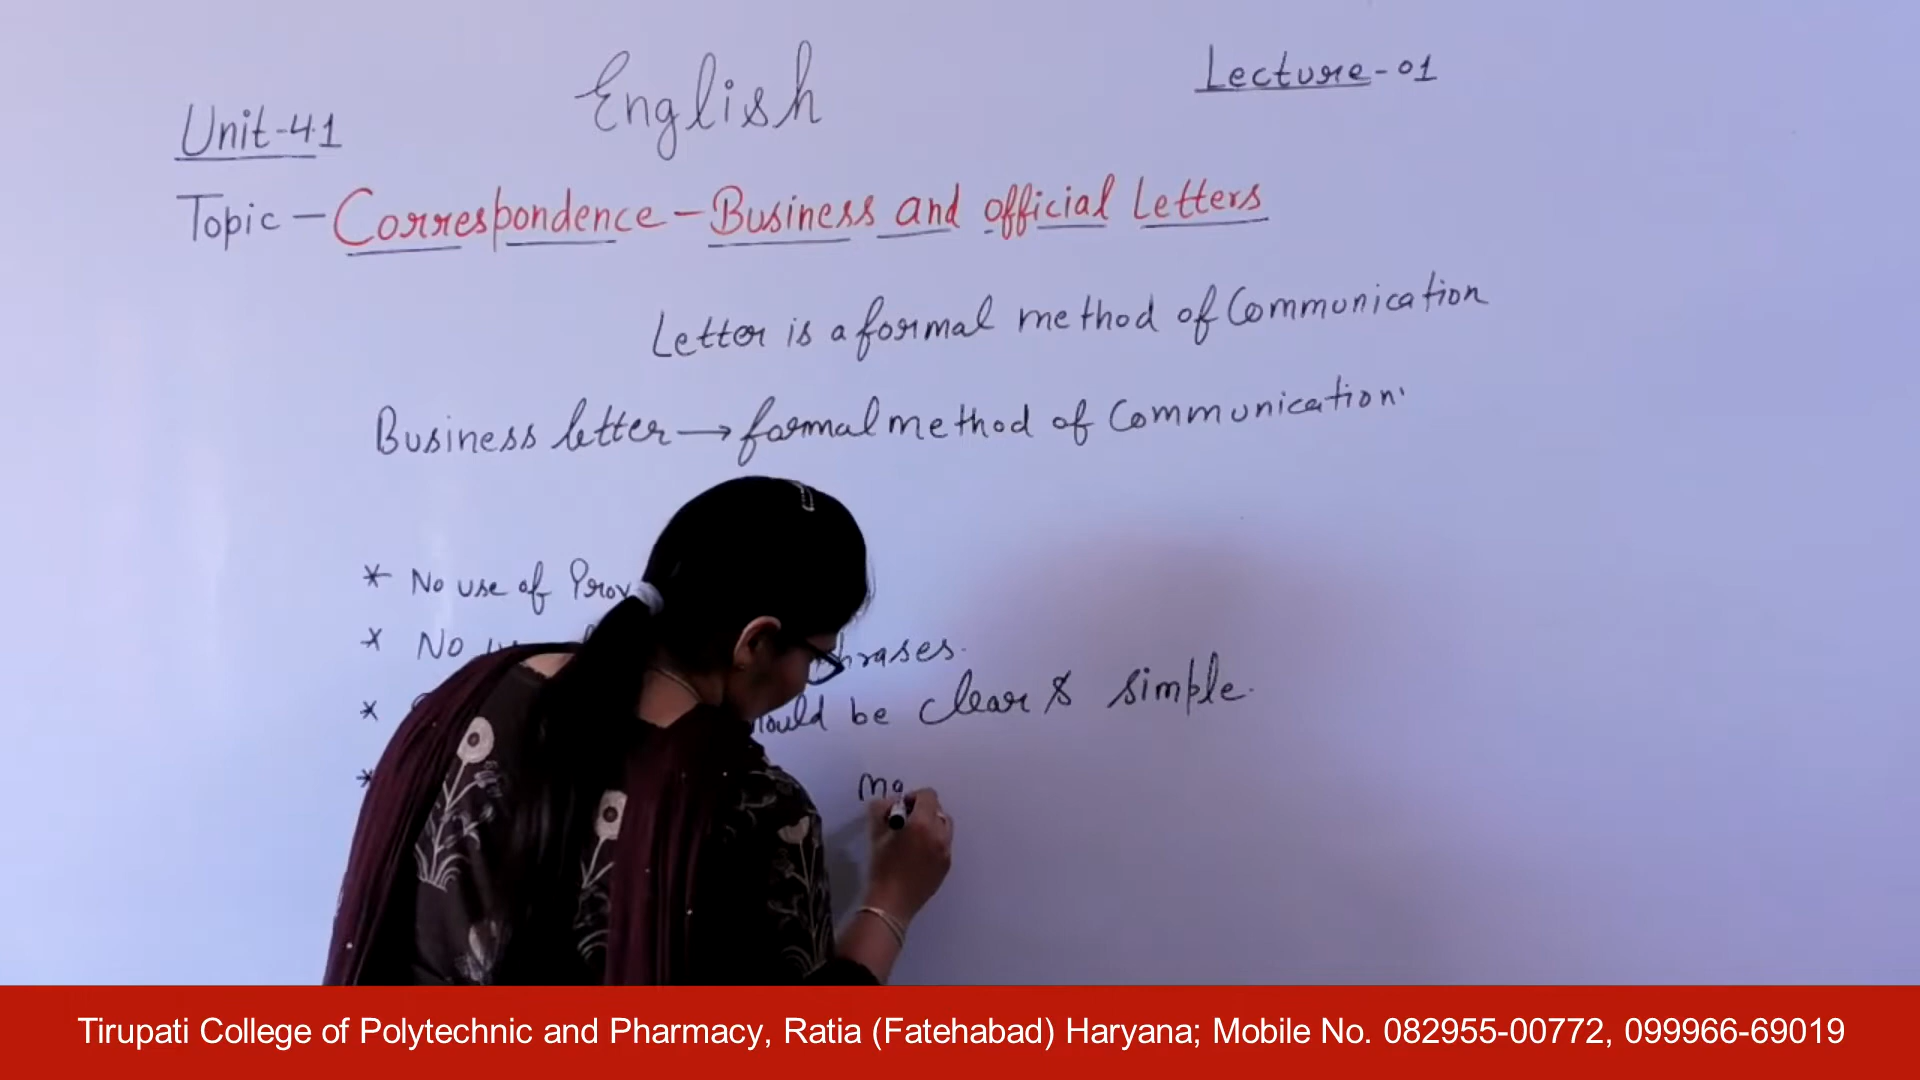 English
Lecture-01
Unit-4.1
Topic - Correspondence - Business and official Letters
Letter is a formal method of Communication
Business letter → formal method of Communication.
* No use of
* No
* be clear & simple.
*
Tirupati College of Polytechnic and Pharmacy, Ratia (Fatehabad) Haryana; Mobile No. 082955-00772, 099966-69019